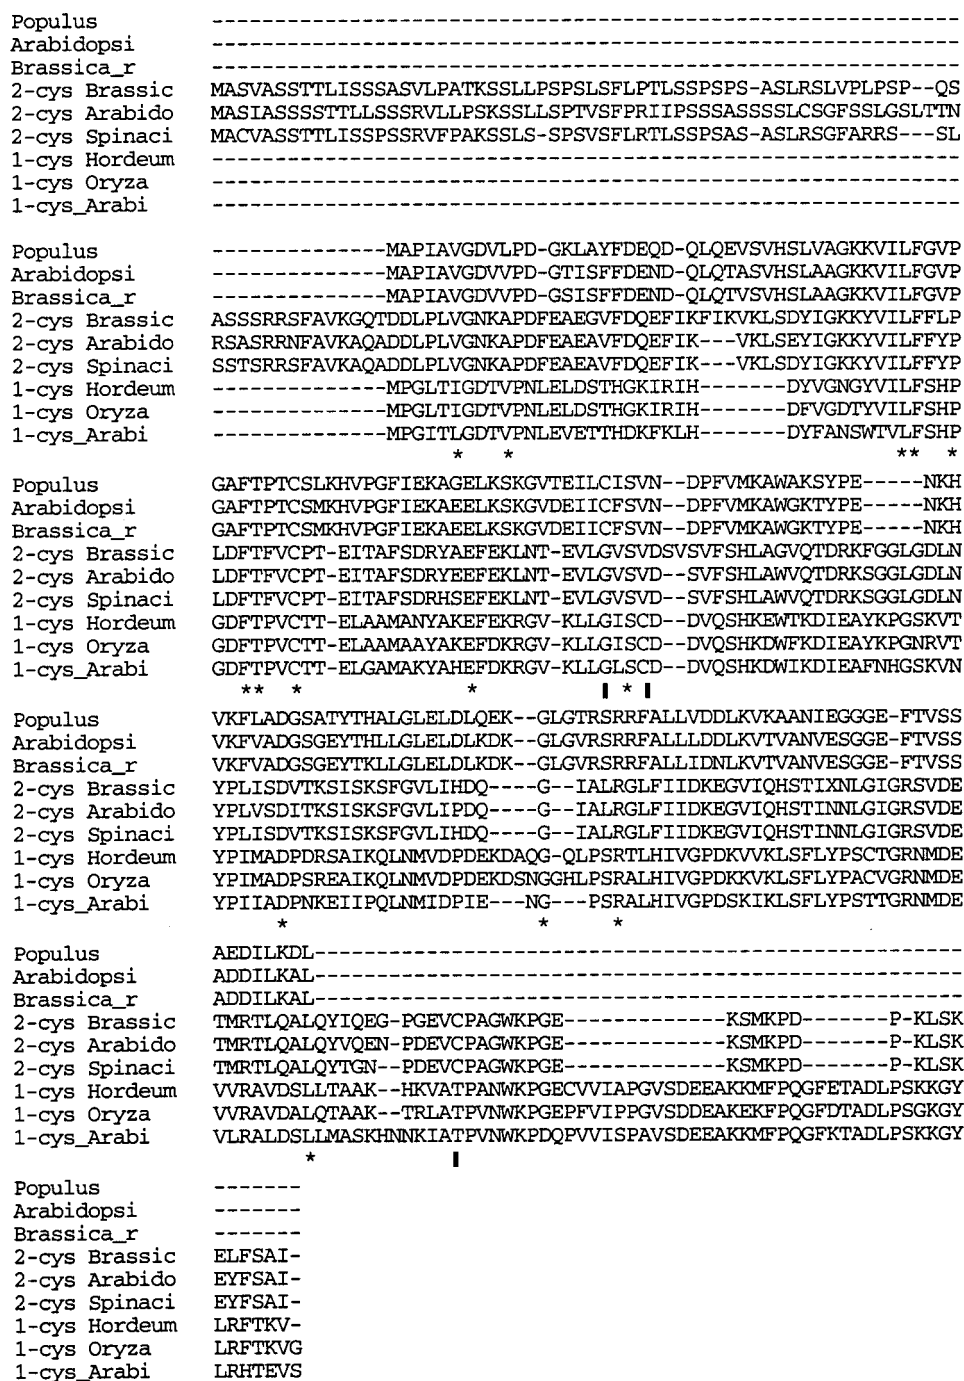 Populus ---------------------------------------------------------------------------
Arabidopsi ---------------------------------------------------------------------------
Brassica_r ---------------------------------------------------------------------------
2-cys Brassic MASVASSTTLISSSASVLPATKSSLLPSPSLSFLPTLSSPSPS-ASLRSLVPLPSP--QS
2-cys Arabido MASIASSSSTTLLSSSRVLLPSKSSLLSPTVSFPRIIPSSSASSSSLCSGFSSLGSLTTN
2-cys Spinaci MACVASSTTLISSPSSRVFPAKSSLS-SPSVSFLRTLSSPSAS-ASLRSGFARRS---SL
1-cys Hordeum ---------------------------------------------------------------------------
1-cys Oryza ---------------------------------------------------------------------------
1-cys_Arabi ---------------------------------------------------------------------------
Populus --------------MAPIAVGDVLPD-GKLAYFDEQD-QLQEVSVHSLVAGKKVILFGVP
Arabidopsi --------------MAPIAVGDVVPD-GTISFFDEND-QLQTASVHSLAAGKKVILFGVP
Brassica_r --------------MAPIAVGDVVPD-GSISFFDEND-QLQTVSVHSLAAGKKVILFGVP
2-cys Brassic ASSSRRSFAVKGQTDDLPLVGNKAPDFEAEGVFDQEFIKFIKVKLSDYIGKKYVILFFLP
2-cys Arabido RSASRRNFAVKAQADDLPLVGNKAPDFEAEAVFDQEFIK---VKLSEYIGKKYVILFFYP
2-cys Spinaci SSTSRRSFAVKAQADDLPLVGNKAPDFEAEAVFDQEFIK---VKLSDYIGKKYVILFFYP
1-cys Hordeum --------------MPGLTIGDTVPNLELDSTHGKIRIH-------DYVGNGYVILFSHP
1-cys Oryza --------------MPGLTIGDTVPNLELDSTHGKIRIH-------DFVGDTYVILFSHP
1-cys_Arabi --------------MPGITLGDTVPNLEVETTHDKFKLH-------DYFANSWTVLFSHP
* * ** *
Populus GAFTPTCSLKHVPGFIEKAGELKSKGVTEILCISVN--DPFVMKAWAKSYPE-----NKH
Arabidopsi GAFTPTCSMKHVPGFIEKAEELKSKGVDEIICFSVN--DPFVMKAWGKTYPE-----NKH
Brassica_r GAFTPTCSMKHVPGFIEKAEELKSKGVDEIICFSVN--DPFVMKAWGKTYPE-----NKH
2-cys Brassic LDFTFVCPT-EITAFSDRYAEFEKLNT-EVLGVSVDSVSVFSHLAGVQTDRKFGGLGDLN
2-cys Arabido LDFTFVCPT-EITAFSDRYEEFEKLNT-EVLGVSVD--SVFSHLAWVQTDRKSGGLGDLN
2-cys Spinaci LDFTFVCPT-EITAFSDRHSEFEKLNT-EVLGVSVD--SVFSHLAWVQTDRKSGGLGDLN
1-cys Hordeum GDFTPVCTT-ELAAMANYAKEFEKRGV-KLLGISCD--DVQSHKEWTKDIEAYKPGSKVT
1-cys Oryza GDFTPVCTT-ELAAMAAYAKEFDKRGV-KLLGISCD--DVQSHKDWFKDIEAYKPGNRVT
1-cys_Arabi GDFTPVCTT-ELGAMAKYAHEFDKRGV-KLLGLSCD--DVQSHKDWIKDIEAFNHGSKVN
** * * | * |
Populus VKFLADGSATYTHALGLELDLQEK--GLGTRSRRFALLVDDLKVKAANIEGGGE-FTVSS
Arabidopsi VKFVADGSGEYTHLLGLELDLKDK--GLGVRSRRFALLLDDLKVTVANVESGGE-FTVSS
Brassica_r VKFVADGSGEYTKLLGLELDLKDK--GLGVRSRRFALLIDNLKVTVANVESGGE-FTVSS
2-cys Brassic YPLISDVTKSISKSFGVLIHDQ----G--IALRGLFIIDKEGVIQHSTIXNLGIGRSVDE
2-cys Arabido YPLVSDITKSISKSFGVLIPDQ----G--IALRGLFIIDKEGVIQHSTINNLGIGRSVDE
2-cys Spinaci YPLISDVTKSISKSFGVLIHDQ----G--IALRGLFIIDKEGVIQHSTINNLGIGRSVDE
1-cys Hordeum YPIMADPDRSAIKQLNMVDPDEKDAQG-QLPSRTLHIVGPDKVVKLSFLYPSCTGRNMDE
1-cys Oryza YPIMADPSREAIKQLNMVDPDEKDSNGGHLPSRALHIVGPDKKVKLSFLYPACVGRNMDE
1-cys_Arabi YPIIADPNKEIIPQLNMIDPIE---NG---PSRALHIVGPDSKIKLSFLYPSTTGRNMDE
* * *
Populus AEDILKDL----------------------------------------------------
Arabidopsi ADDILKAL----------------------------------------------------
Brassica_r ADDILKAL----------------------------------------------------
2-cys Brassic TMRTLQALQYIQEG-PGEVCPAGWKPGE-------------KSMKPD-------P-KLSK
2-cys Arabido TMRTLQALQYVQEN-PDEVCPAGWKPGE-------------KSMKPD-------P-KLSK
2-cys Spinaci TMRTLQALQYTGN--PDEVCPAGWKPGE-------------KSMKPD-------P-KLSK
1-cys Hordeum VVRAVDSLLTAAK--HKVATPANWKPGECVVIAPGVSDEEAKKMFPQGFETADLPSKKGY
1-cys Oryza VVRAVDALQTAAK--TRLATPVNWKPGEPFVIPPGVSDDEAKEKFPQGFDTADLPSGKGY
1-cys_Arabi VLRALDSLLMASKHNNKIATPVNWKPDQPVVISPAVSDEEAKKMFPQGFKTADLPSKKGY
* |
Populus -------
Arabidopsi -------
Brassica_r -------
2-cys Brassic ELFSAI-
2-cys Arabido EYFSAI-
2-cys Spinaci EYFSAI-
1-cys Hordeum LRFTKV-
1-cys Oryza LRFTKVG
1-cys_Arabi LRHTEVS